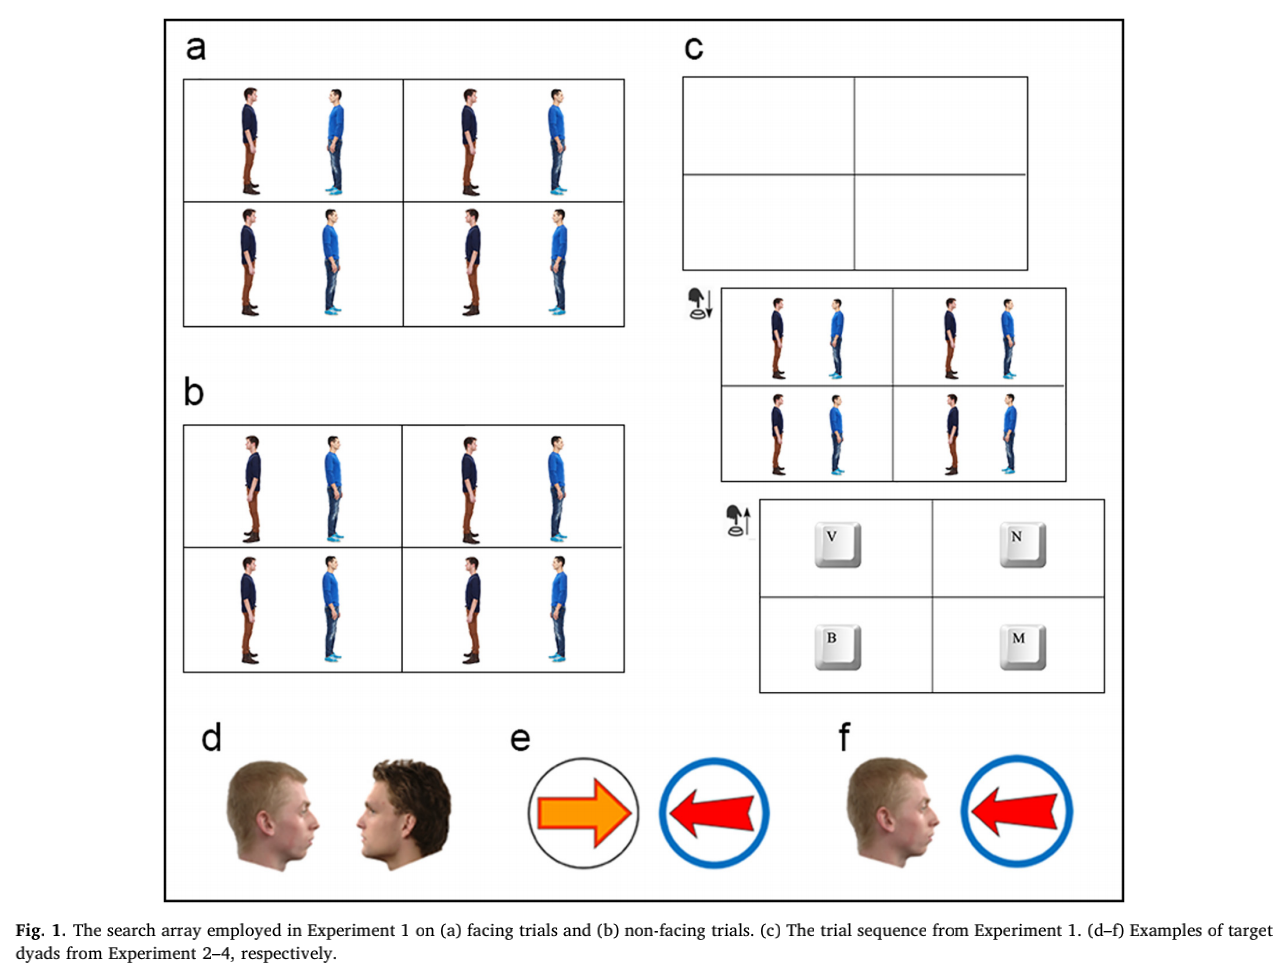 a
c
b
V
N
B
M
d
e
f
Fig. 1. The search array employed in Experiment 1 on (a) facing trials and (b) non-facing trials. (c) The trial sequence from Experiment 1. (d–f) Examples of target
dyads from Experiment 2–4, respectively.